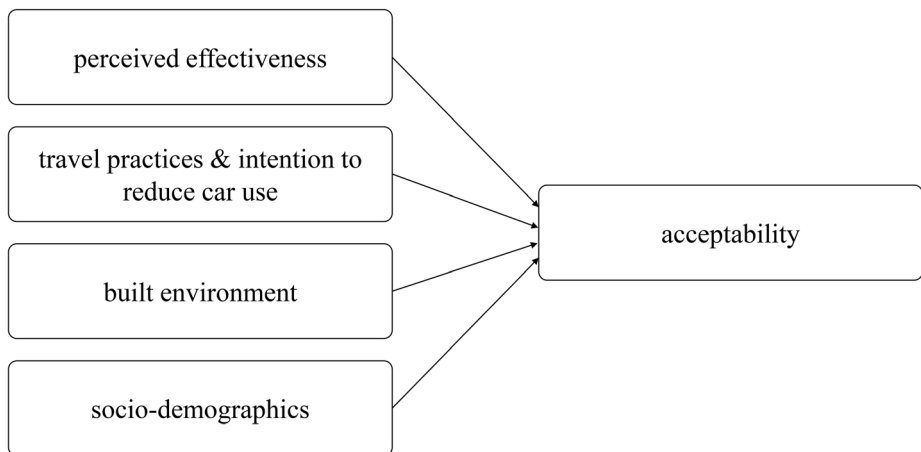 perceived effectiveness
travel practices & intention to
reduce car use
built environment
socio-demographics
acceptability